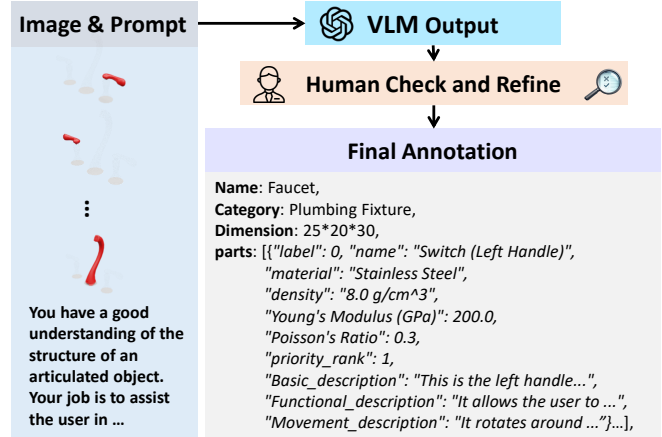 Image & Prompt
VLM Output
Human Check and Refine
Final Annotation
You have a good
understanding of the
structure of an
articulated object.
Your job is to assist
the user in …
Name: Faucet,
Category: Plumbing Fixture,
Dimension: 25*20*30,
parts: [{"label": 0, "name": "Switch (Left Handle)",
"material": "Stainless Steel",
"density": "8.0 g/cm^3",
"Young's Modulus (GPa)": 200.0,
"Poisson's Ratio": 0.3,
"priority_rank": 1,
"Basic_description": "This is the left handle...",
"Functional_description": "It allows the user to ...",
"Movement_description": "It rotates around ...”}…],